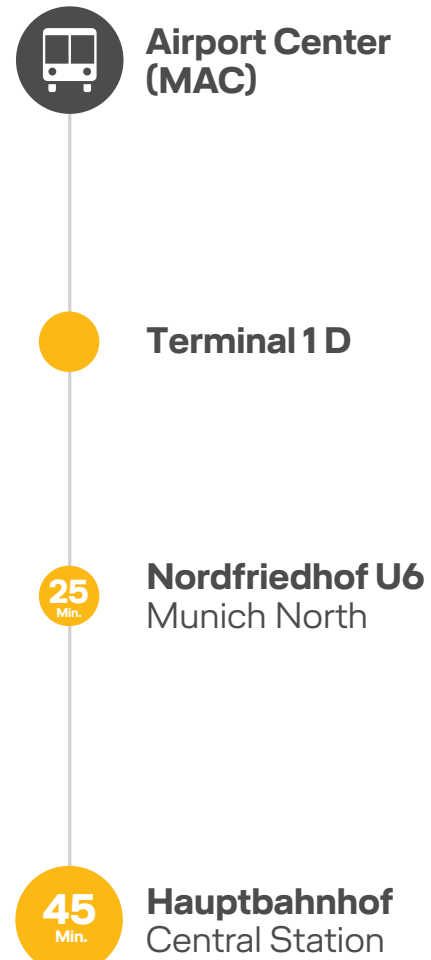 Airport Center
(MAC)
Terminal 1 D
25
Min.
Nordfriedhof U6
Munich North
45
Min.
Hauptbahnhof
Central Station